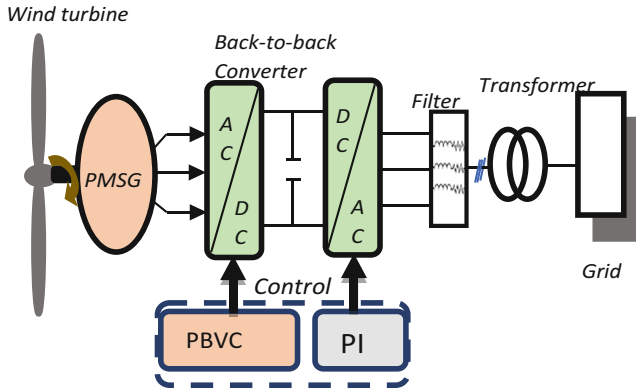 Wind turbine
Back-to-back
Converter
Transformer
Filter
PMSG
A
C
D
C
D
C
A
C
Grid
Control
PBVC
PI